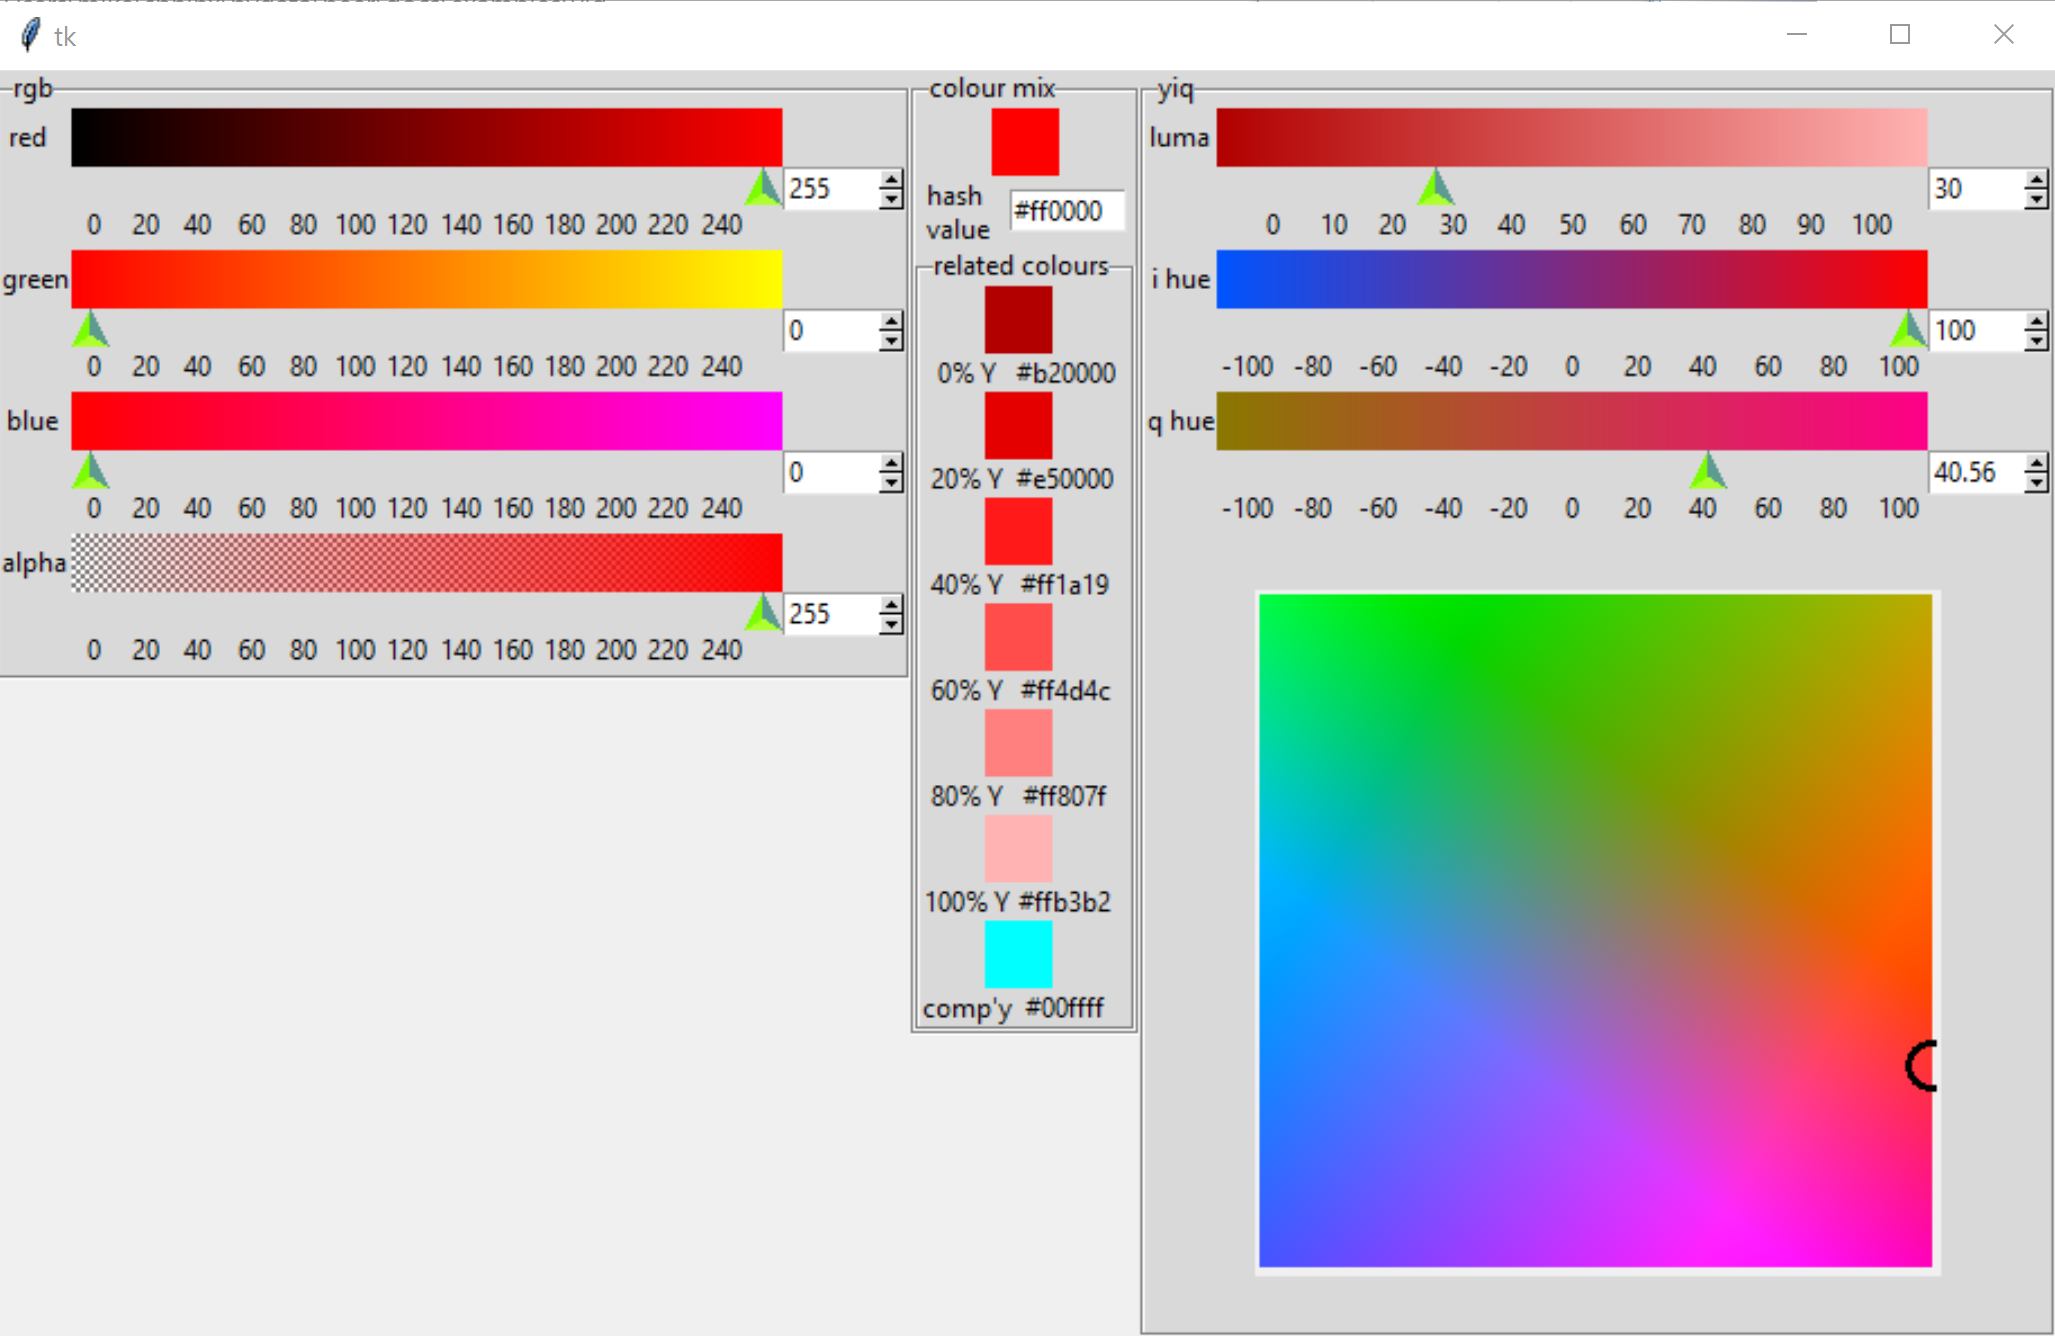 tk
rgb
red
255
0 20 40 60 80 100 120 140 160 180 200 220 240
green
0
0 20 40 60 80 100 120 140 160 180 200 220 240
blue
0
0 20 40 60 80 100 120 140 160 180 200 220 240
alpha
255
0 20 40 60 80 100 120 140 160 180 200 220 240
colour mix
hash
value
#ff0000
related colours
0% Y #b20000
20% Y #e50000
40% Y #ff1a19
60% Y #ff4d4c
80% Y #ff807f
100% Y #ffb3b2
comp'y #00ffff
yiq
luma
30
0 10 20 30 40 50 60 70 80 90 100
i hue
100
-100 -80 -60 -40 -20 0 20 40 60 80 100
q hue
40.56
-100 -80 -60 -40 -20 0 20 40 60 80 100